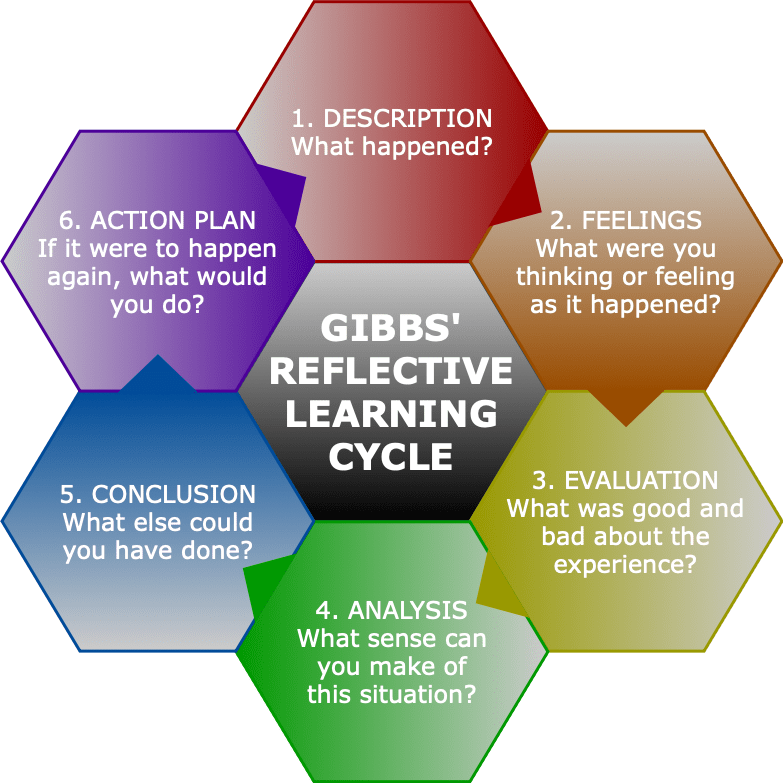 GIBBS'
REFLECTIVE
LEARNING
CYCLE
1. DESCRIPTION
What happened?
2. FEELINGS
What were you
thinking or feeling
as it happened?
3. EVALUATION
What was good and
bad about the
experience?
4. ANALYSIS
What sense can
you make of
this situation?
5. CONCLUSION
What else could
you have done?
6. ACTION PLAN
If it were to happen
again, what would
you do?